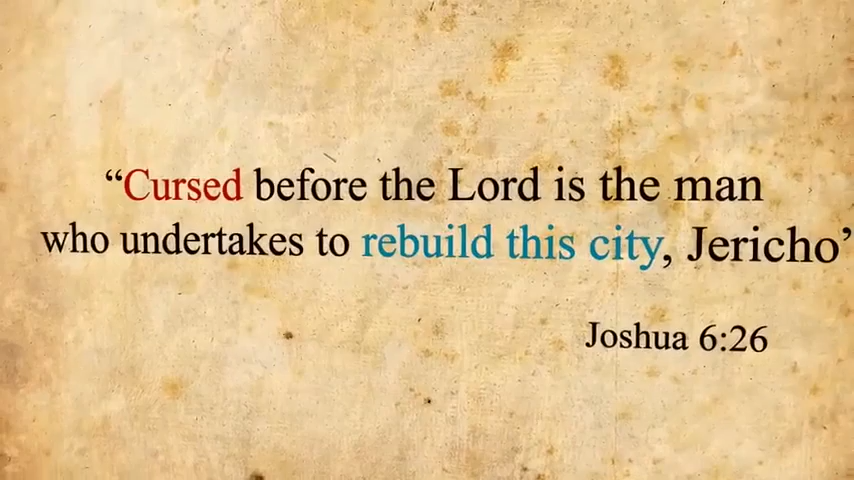 “Cursed before the Lord is the man
who undertakes to rebuild this city, Jericho’
Joshua 6:26